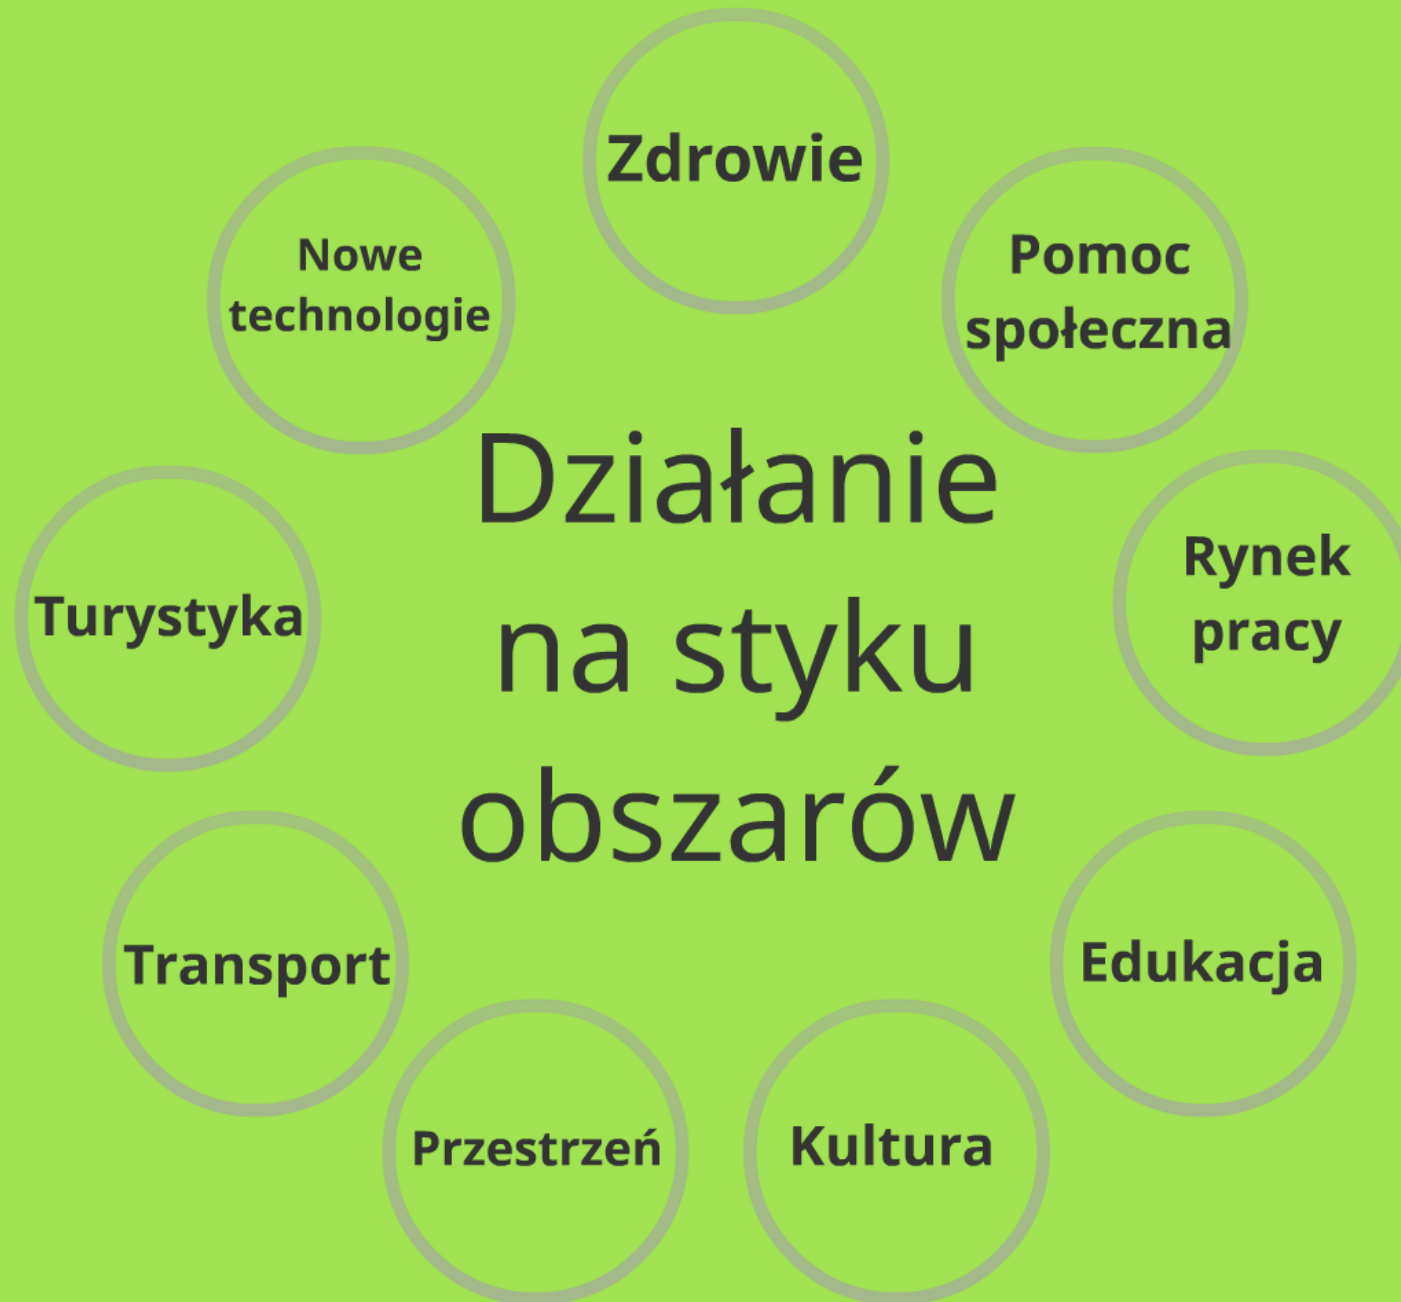 Zdrowie
Nowe
technologie
Pomoc
społeczna
Działanie
na styku
obszarów
Rynek
pracy
Turystyka
Transport
Edukacja
Przestrzeń
Kultura